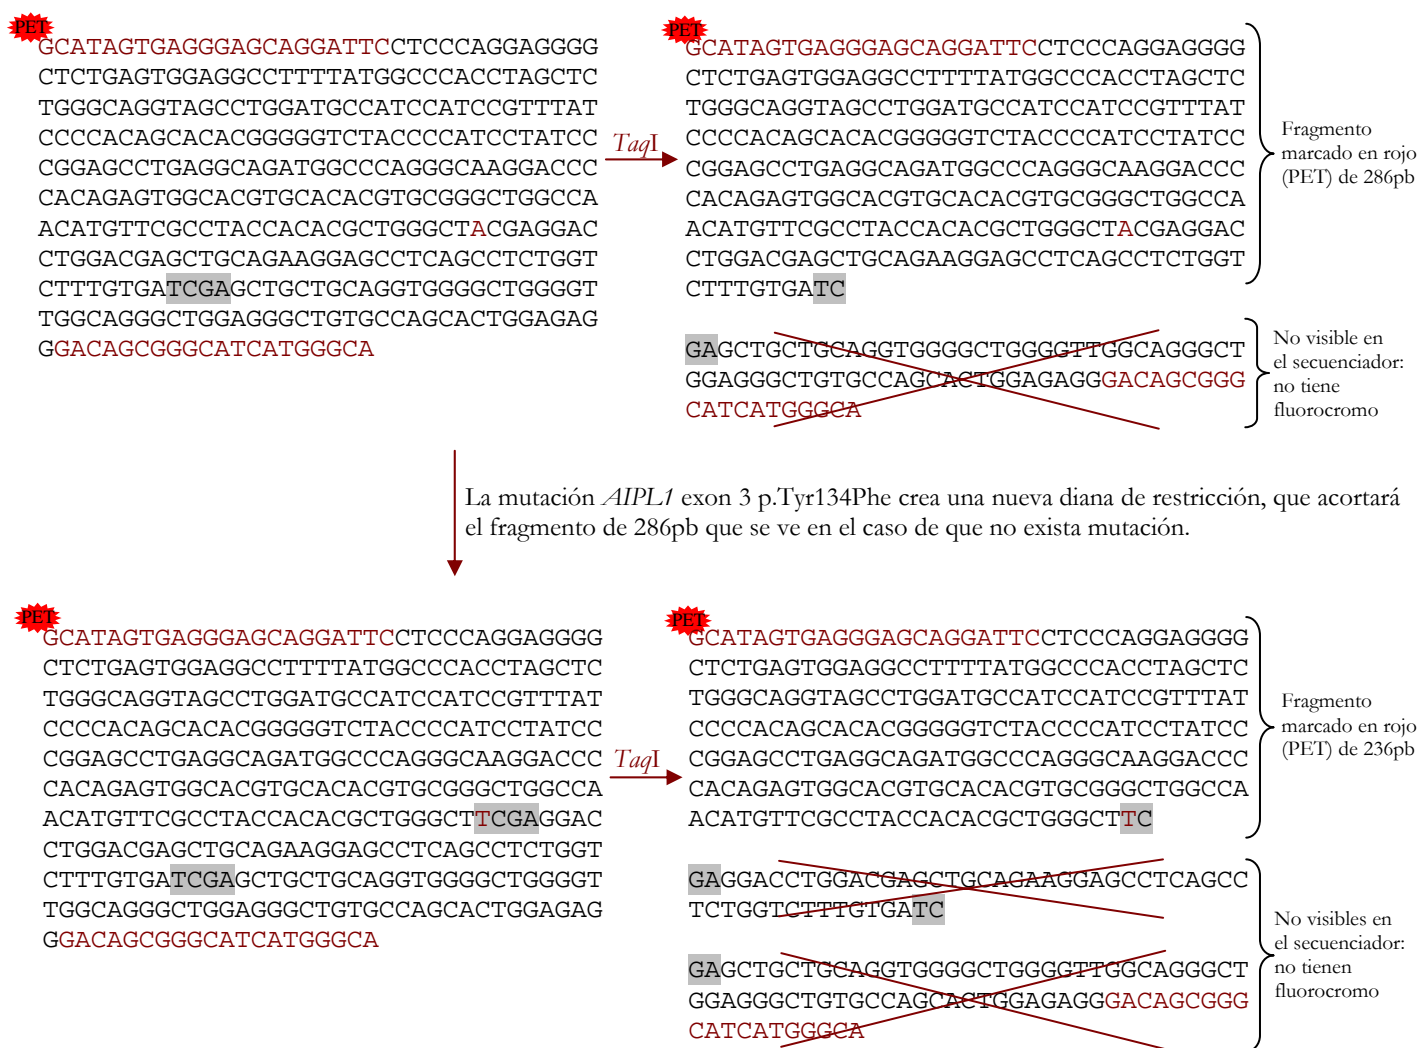 PET
GCATAGTGAGGGAGCAGGATTCCTCCCAGGAGGGG
CTCTGAGTGGAGGCCTTTTATGGCCCACCTAGCTC
TGGGCAGGTAGCCTGGATGCCATCCATCCGTTTAT
CCCCACAGCACACGGGGGTCTACCCCATCCTATCC
CGGAGCCTGAGGCAGATGGCCCAGGGCAAGGACCC
CACAGAGTGGCACGTGCACACGTGCGGGCTGGCCA
ACATGTTCGCCTACCACACGCTGGGCTACGAGGAC
CTGGACGAGCTGCAGAAGGAGCCTCAGCCTCTGGT
CTTTGTGATCGAGCTGCTGCAGGTGGGGCTGGGGT
TGGCAGGGCTGGAGGGCTGTGCCAGCACTGGAGAG
GGACAGCGGGCATCATGGGCA
TaqI
PET
GCATAGTGAGGGAGCAGGATTCCTCCCAGGAGGGG
CTCTGAGTGGAGGCCTTTTATGGCCCACCTAGCTC
TGGGCAGGTAGCCTGGATGCCATCCATCCGTTTAT
CCCCACAGCACACGGGGGTCTACCCCATCCTATCC
CGGAGCCTGAGGCAGATGGCCCAGGGCAAGGACCC
CACAGAGTGGCACGTGCACACGTGCGGGCTGGCCA
ACATGTTCGCCTACCACACGCTGGGCTACGAGGAC
CTGGACGAGCTGCAGAAGGAGCCTCAGCCTCTGGT
CTTTGTGATC
Fragmento
marcado en rojo
(PET) de 286pb
GAGCTGCTGCAGGTGGGGCTGGGGTTGGCAGGGCT
GGAGGGCTGTGCCAGCACTGGAGAGGGACAGCGGG
CATCATGGGCA
No visible en
el secuenciador:
no tiene
fluorocromo
La mutación AIPL1 exon 3 p.Tyr134Phe crea una nueva diana de restricción, que acortará
el fragmento de 286pb que se ve en el caso de que no exista mutación.
PET
GCATAGTGAGGGAGCAGGATTCCTCCCAGGAGGGG
CTCTGAGTGGAGGCCTTTTATGGCCCACCTAGCTC
TGGGCAGGTAGCCTGGATGCCATCCATCCGTTTAT
CCCCACAGCACACGGGGGTCTACCCCATCCTATCC
CGGAGCCTGAGGCAGATGGCCCAGGGCAAGGACCC
CACAGAGTGGCACGTGCACACGTGCGGGCTGGCCA
ACATGTTCGCCTACCACACGCTGGGCTTCGAGGAC
CTGGACGAGCTGCAGAAGGAGCCTCAGCCTCTGGT
CTTTGTGATCGAGCTGCTGCAGGTGGGGCTGGGGT
TGGCAGGGCTGGAGGGCTGTGCCAGCACTGGAGAG
GGACAGCGGGCATCATGGGCA
TaqI
PET
GCATAGTGAGGGAGCAGGATTCCTCCCAGGAGGGG
CTCTGAGTGGAGGCCTTTTATGGCCCACCTAGCTC
TGGGCAGGTAGCCTGGATGCCATCCATCCGTTTAT
CCCCACAGCACACGGGGGTCTACCCCATCCTATCC
CGGAGCCTGAGGCAGATGGCCCAGGGCAAGGACCC
CACAGAGTGGCACGTGCACACGTGCGGGCTGGCCA
ACATGTTCGCCTACCACACGCTGGGCTTC
Fragmento
marcado en rojo
(PET) de 236pb
GAGGACCTGGACGAGCTGCAGAAGGAGCCTCAGCC
TCTGGTCTTTGTGATC
GAGCTGCTGCAGGTGGGGCTGGGGTTGGCAGGGCT
GGAGGGCTGTGCCAGCACTGGAGAGGGACAGCGGG
CATCATGGGCA
No visibles en
el secuenciador:
no tienen
fluorocromo